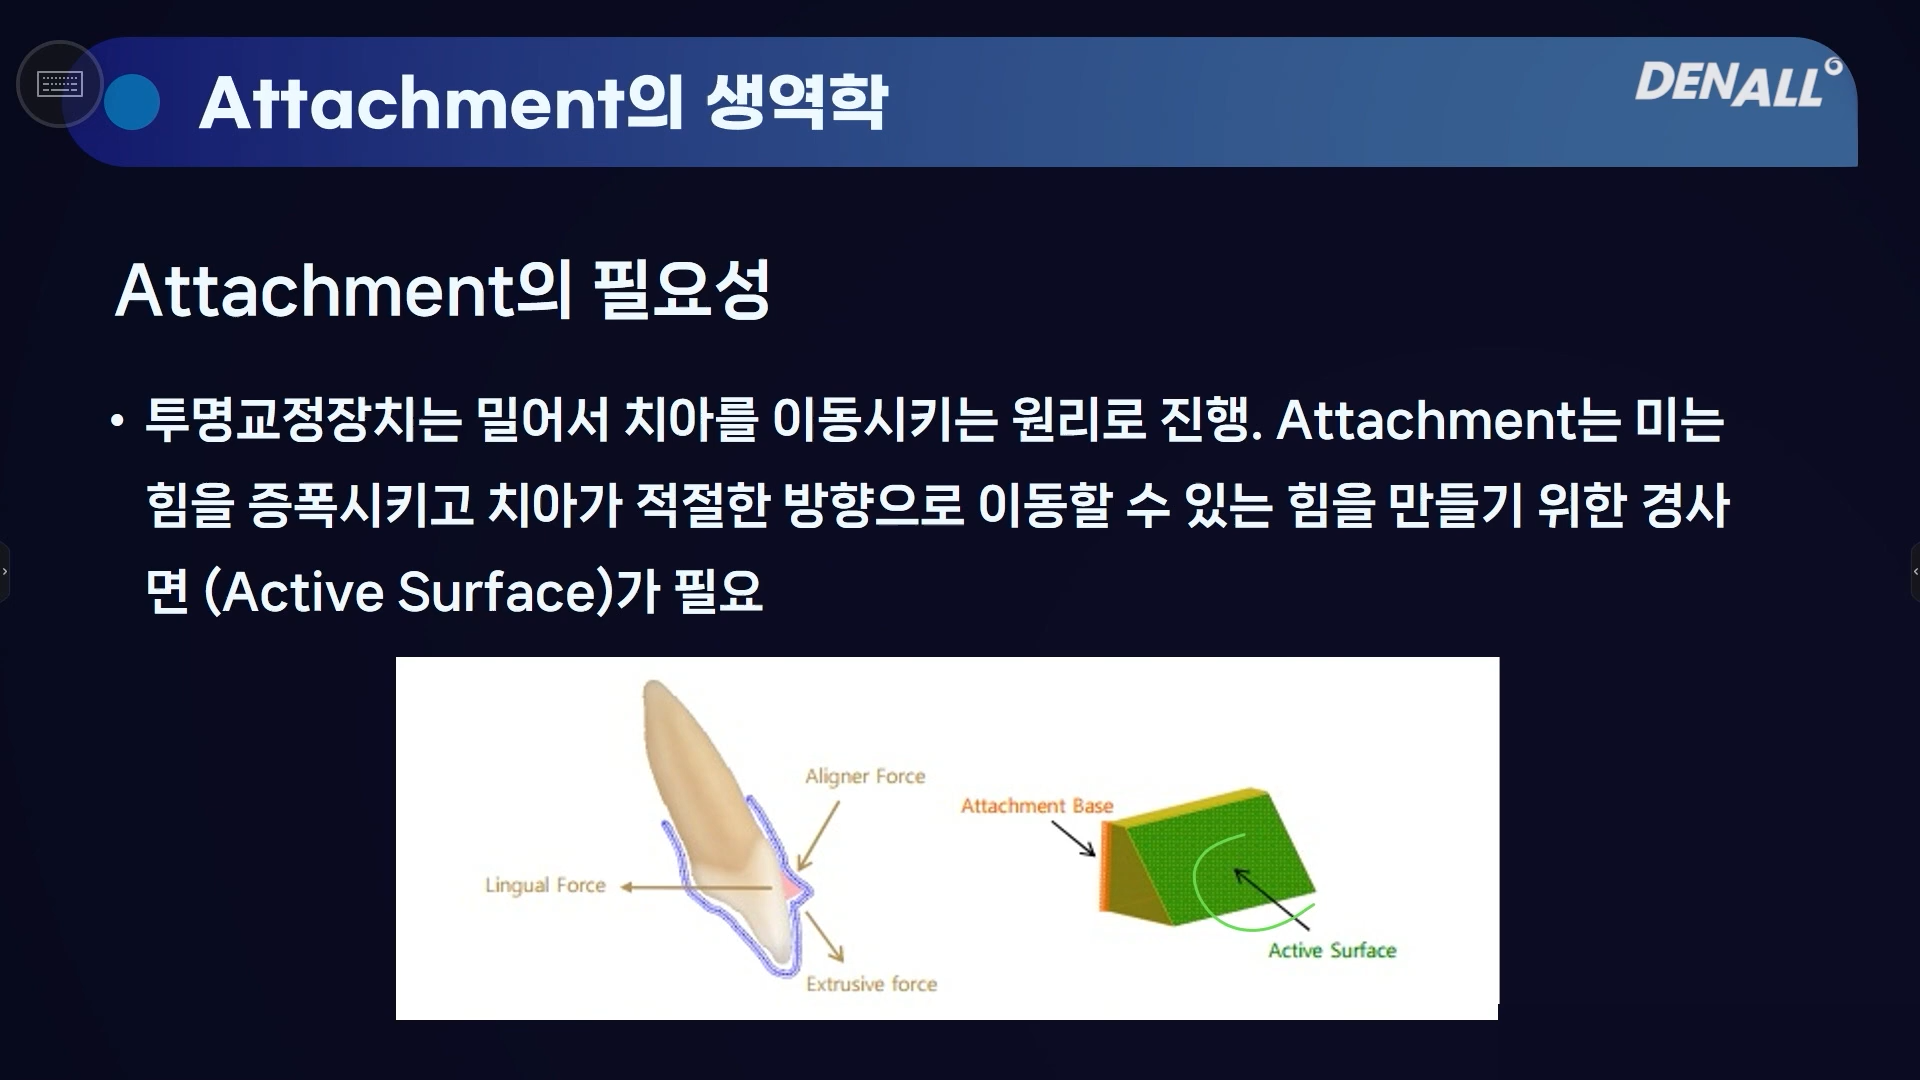 Attachment의 생역학
DENALL
Attachment의 필요성
• 투명교정장치는 밀어서 치아를 이동시키는 원리로 진행. Attachment는 미는
힘을 증폭시키고 치아가 적절한 방향으로 이동할 수 있는 힘을 만들기 위한 경사
면 (Active Surface)가 필요
Aligner Force
Attachment Base
Lingual Force
Active Surface
Extrusive force